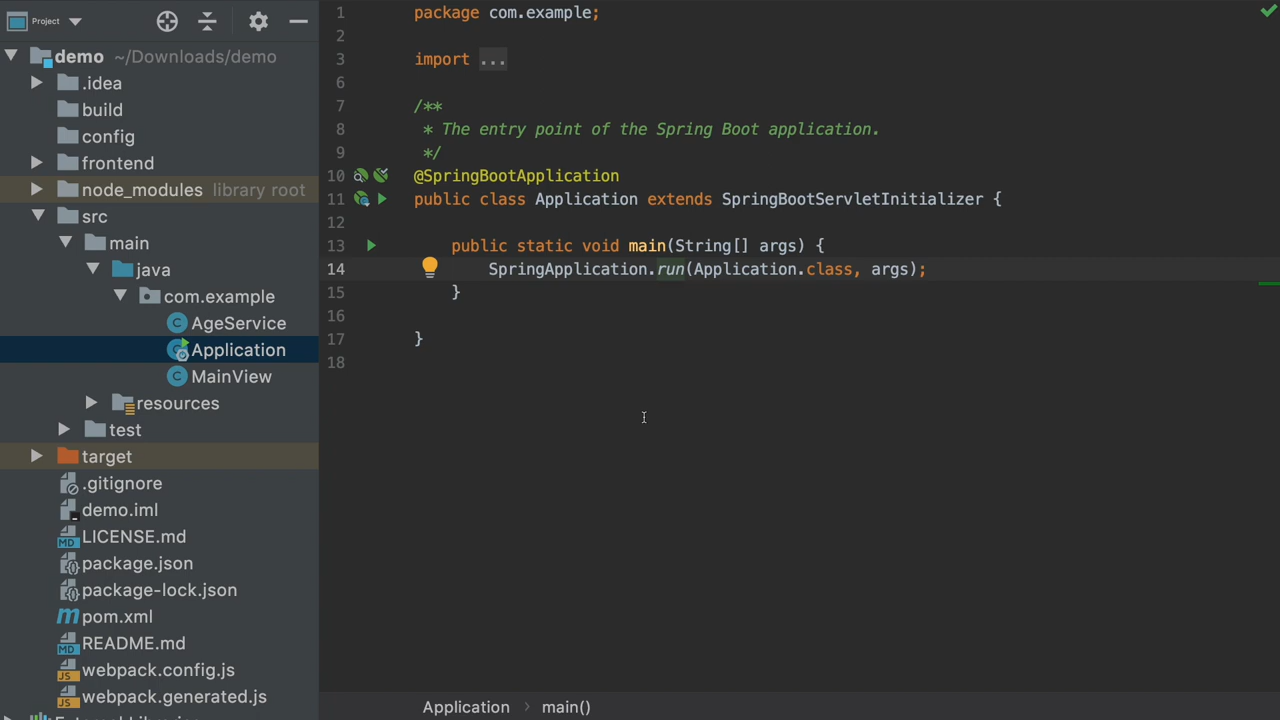 Project
demo ~/Downloads/demo
.idea
build
config
frontend
node_modules library root
src
main
java
com.example
AgeService
Application
MainView
resources
test
target
.gitignore
demo.iml
LICENSE.md
package.json
package-lock.json
pom.xml
README.md
webpack.config.js
webpack.generated.js
1 package com.example;
2
3 import ...
6
7 /**
8 * The entry point of the Spring Boot application.
9 */
10 @SpringBootApplication
11 public class Application extends SpringBootServletInitializer {
12
13 public static void main(String[] args) {
14 SpringApplication.run(Application.class, args);
15 }
16
17 }
18
Application > main()